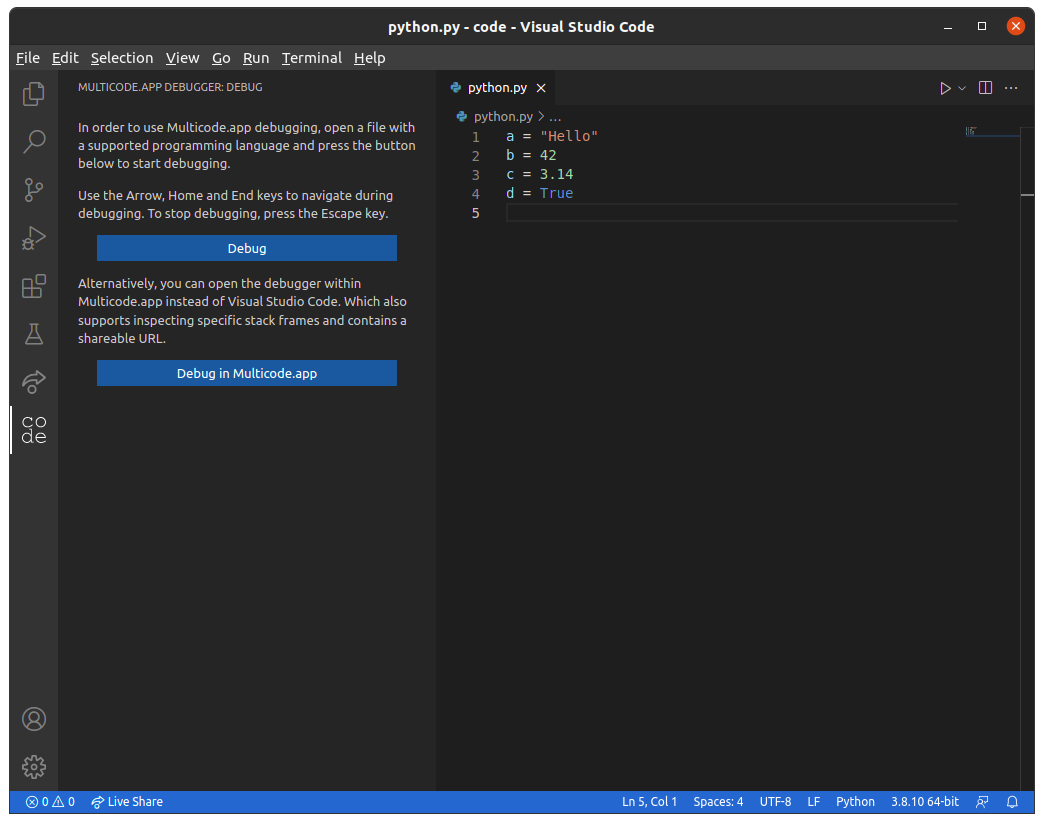 python.py - code - Visual Studio Code
File Edit Selection View Go Run Terminal Help
MULTICODE.APP DEBUGGER: DEBUG
In order to use Multicode.app debugging, open a file with
a supported programming language and press the button
below to start debugging.
Use the Arrow, Home and End keys to navigate during
debugging. To stop debugging, press the Escape key.
Debug
Alternatively, you can open the debugger within
Multicode.app instead of Visual Studio Code. Which also
supports inspecting specific stack frames and contains a
shareable URL.
Debug in Multicode.app
co
de
python.py
python.py > ...
1 a = "Hello"
2 b = 42
3 c = 3.14
4 d = True
5
0 0 Live Share Ln 5, Col 1 Spaces: 4 UTF-8 LF Python 3.8.10 64-bit